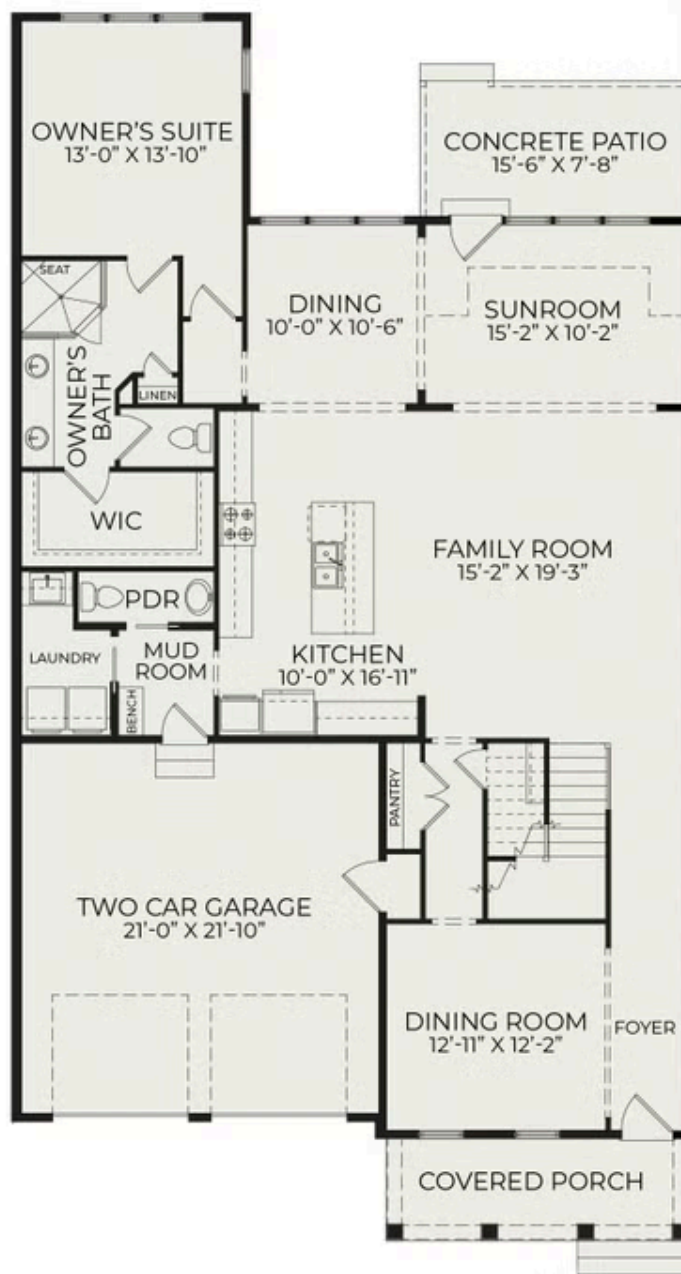 OWNER'S SUITE
13'-0" X 13'-10"
CONCRETE PATIO
15'-6" X 7'-8"
SEAT
DINING
10'-0" X 10'-6"
SUNROOM
15'-2" X 10'-2"
OWNER'S
BATH
LINEN
WIC
FAMILY ROOM
15'-2" X 19'-3"
PDR
LAUNDRY
MUD
ROOM
KITCHEN
10'-0" X 16'-11"
BENCH
PANTRY
TWO CAR GARAGE
21'-0" X 21'-10"
DINING ROOM
12'-11" X 12'-2"
FOYER
COVERED PORCH